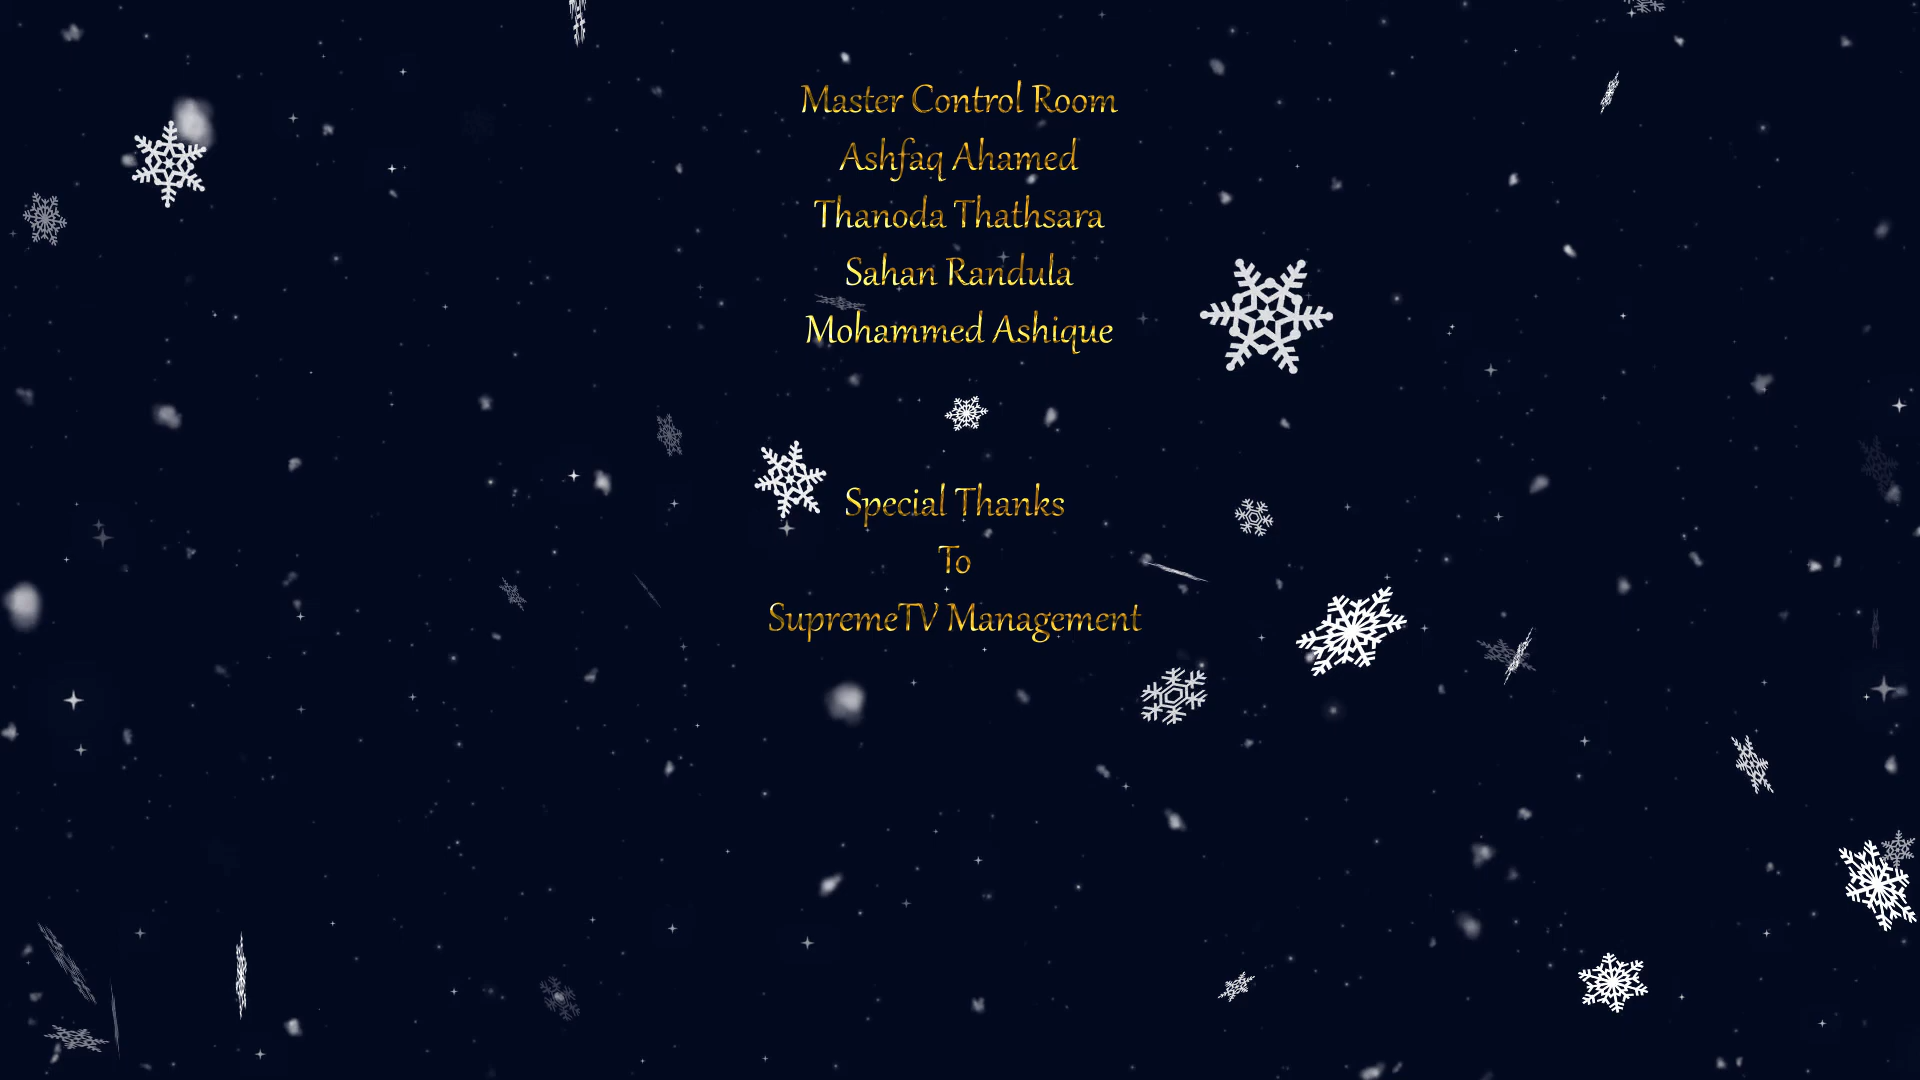 Master Control Room
Ashfaq Ahamed
Thanoda Thathsara
Sahan Randula
Mohammed Ashique
Special Thanks
To
SupremeTV Management